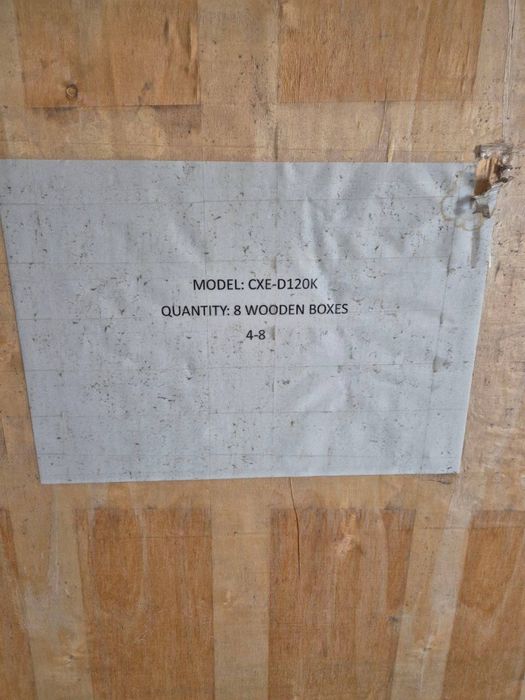 MODEL: CXE-D120K
QUANTITY: 8 WOODEN BOXES
4-8